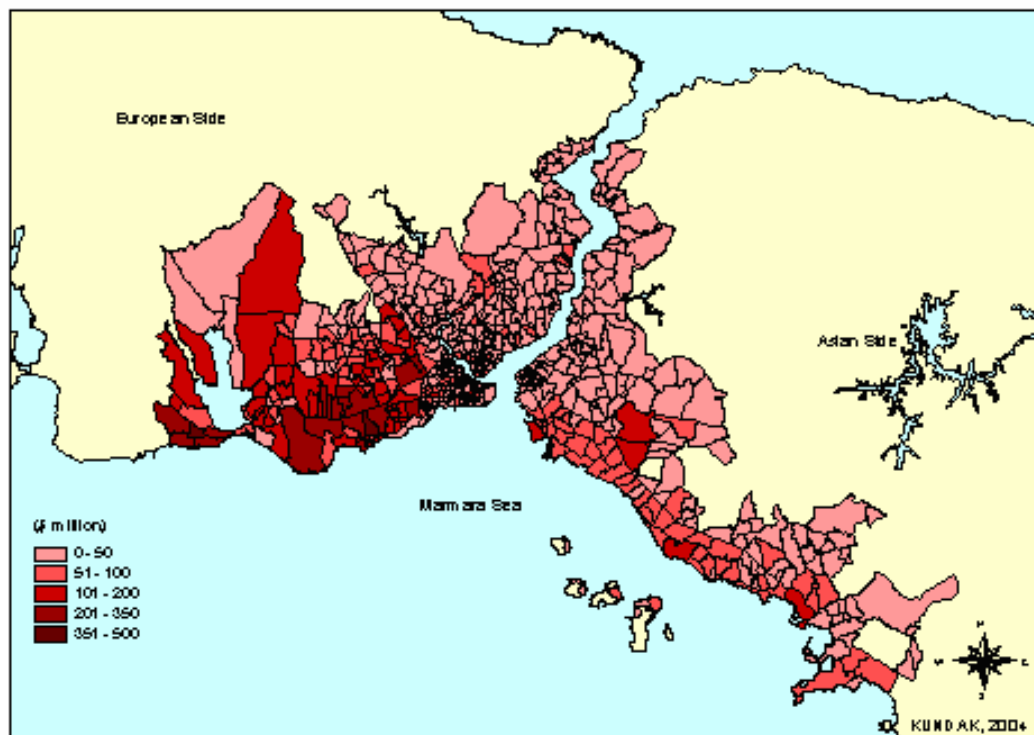 European Side
Asian Side
Marmara Sea
($ million)
0 - 50
51 - 100
101 - 200
201 - 350
351 - 500
N
W
E
S
KUNDAK, 2004